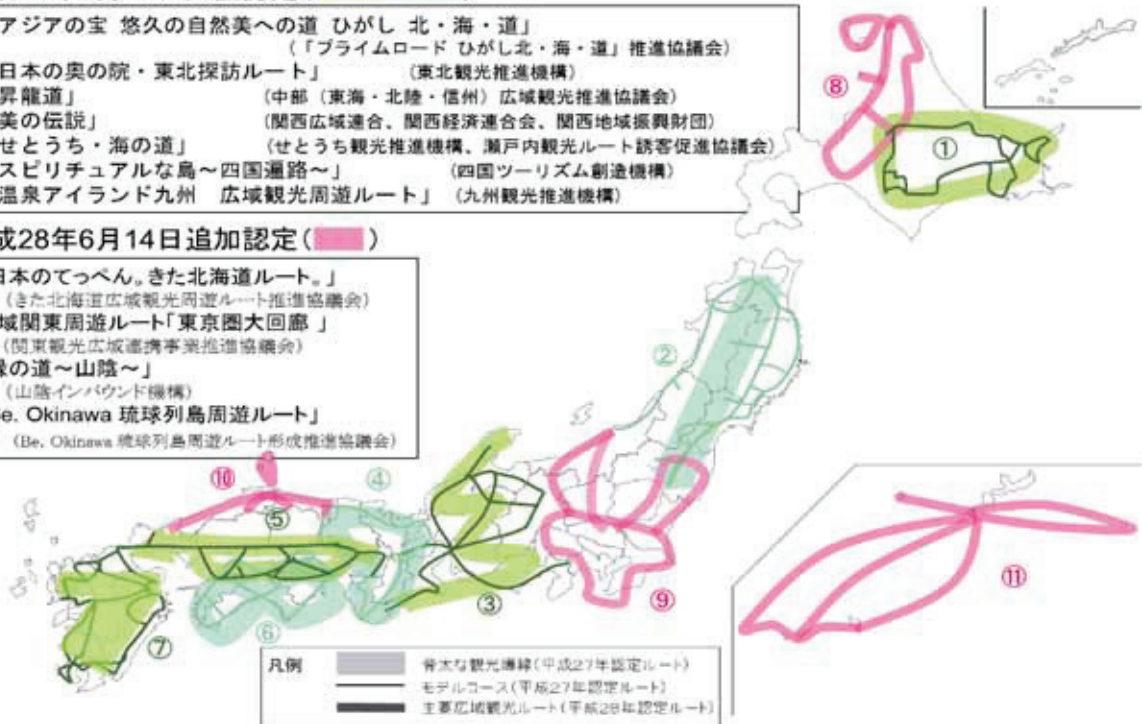 アジアの宝 悠久の自然美への道 ひがし 北・海・道」
(「プライムロード ひがし北・海・道」推進協議会)
日本の奥の院・東北探訪ルート」 (東北観光推進機構)
昇龍道」 (中部(東海・北陸・信州)広域観光推進協議会)
美の伝説」 (関西広域連合、関西経済連合会、関西地域振興財団)
せとうち・海の道」 (せとうち観光推進機構、瀬戸内観光ルート誘客促進協議会)
スピリチュアルな島～四国遍路～」 (四国ツーリズム創造機構)
温泉アイランド九州 広域観光周遊ルート」 (九州観光推進機構)
成28年6月14日追加認定( )
日本のてっぺん。きた北海道ルート。」
(きた北海道広域観光周遊ルート推進協議会)
域関東周遊ルート「東京圏大回廊 」
(関東観光広域連携事業推進協議会)
縁の道～山陰～」
(山陰インバウンド機構)
Be. Okinawa 琉球列島周遊ルート」
(Be. Okinawa 琉球列島周遊ルート形成推進協議会)
⑧
①
②
⑩
④
⑤
③
⑨
⑪
⑥
⑦
凡例
骨太な観光導線(平成27年認定ルート)
モデルコース(平成27年認定ルート)
主要広域観光ルート(平成28年認定ルート)